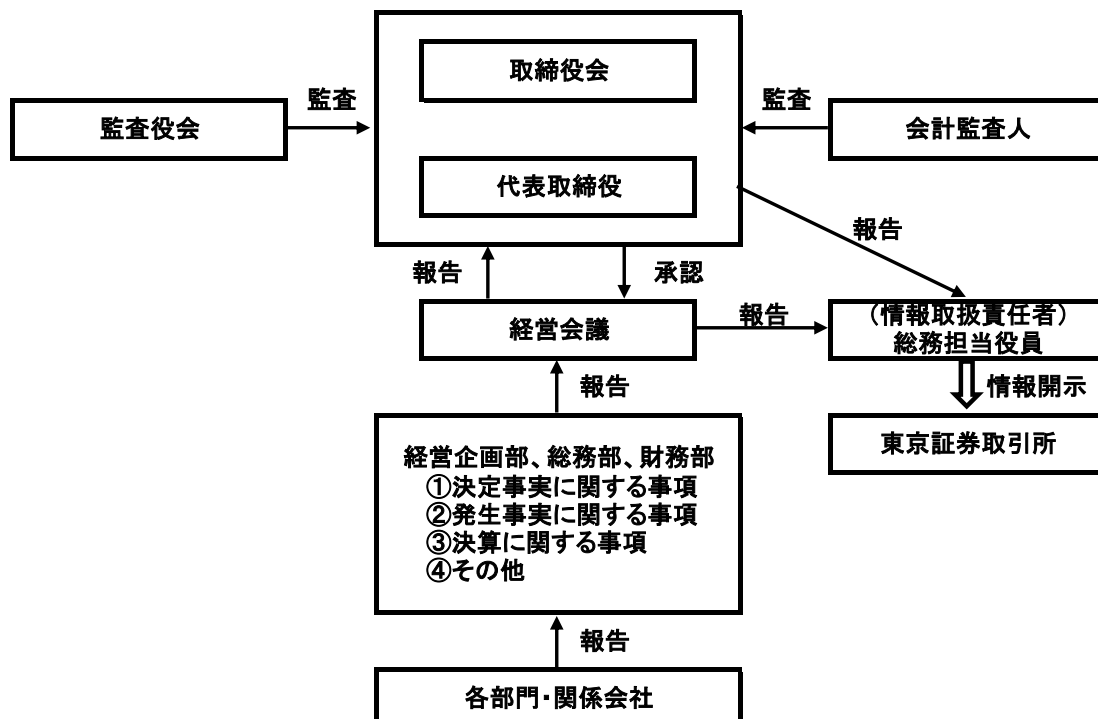 取締役会
監査
監査
監査役会
会計監査人
代表取締役
報告
報告
承認
経営会議
報告
（情報取扱責任者）
総務担当役員
報告
情報開示
東京証券取引所
経営企画部、総務部、財務部
①決定事実に関する事項
②発生事実に関する事項
③決算に関する事項
④その他
報告
各部門・関係会社